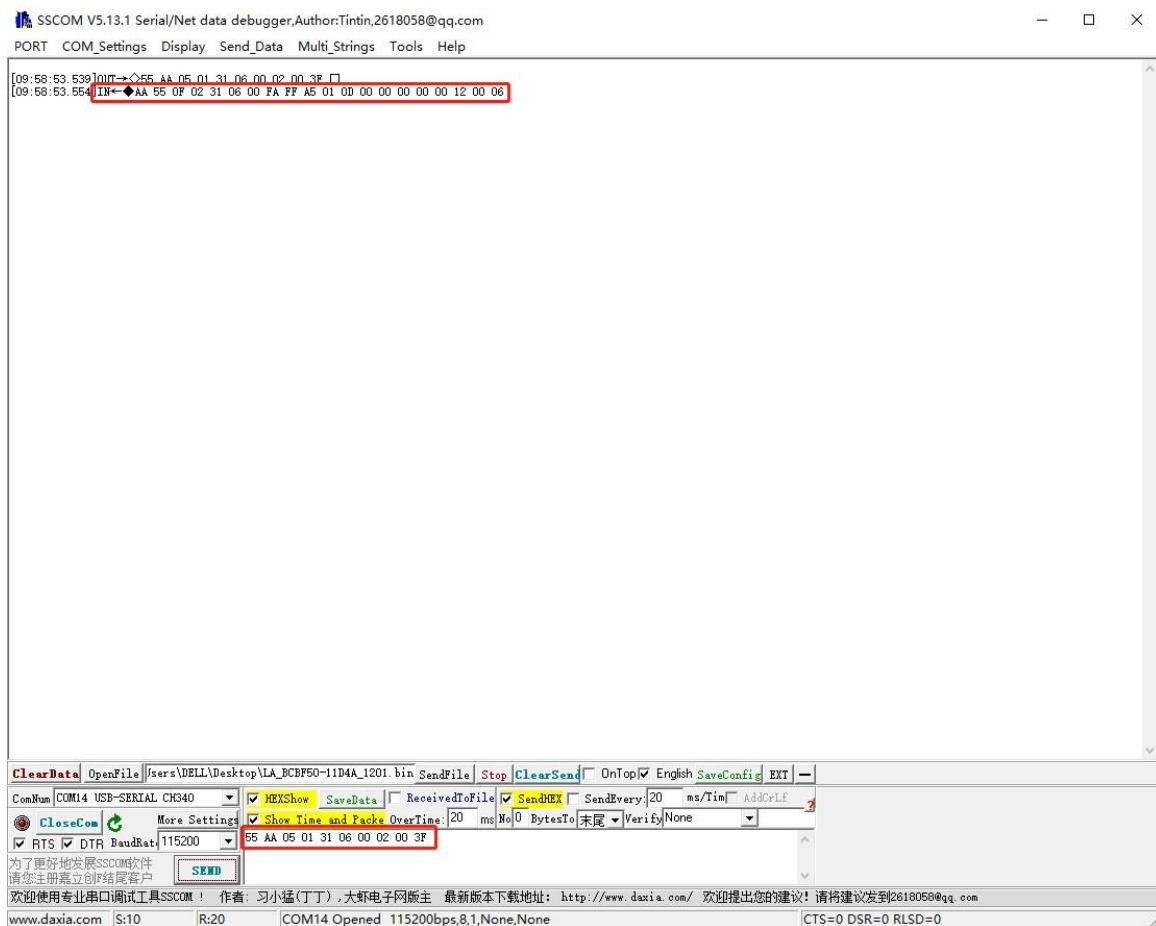 SSCOM V5.13.1 Serial/Net data debugger,Author:Tintin,2618058@qq.com
PORT COM_Settings Display Send_Data Multi_Strings Tools Help
[09:58:53.539]OUT→◇55 AA 05 01 31 06 00 02 00 3F □
[09:58:53.554]IN←◆AA 55 0F 02 31 06 00 FA FF A5 01 0D 00 00 00 00 00 12 00 06
ClearData OpenFile /sers\DELL\Desktop\LA_BCBF50-11D4A_1201.bin SendFile Stop ClearSend OnTop English SaveConfig EXT —
ComNum COM14 USB-SERIAL CH340 HEXShow SaveData ReceivedToFile SendHEX SendEvery: 20 ms/Tim AddCrLf ?
CloseCom More Settings Show Time and Packe OverTime: 20 ms No 0 BytesTo 末尾 Verify None
RTS DTR BaudRat: 115200 55 AA 05 01 31 06 00 02 00 3F
为了更好地发展SSCOM软件
请您注册嘉立创F结尾客户 SEND
欢迎使用专业串口调试工具SSCOM ! 作者: 习小猛(丁丁),大虾电子网版主 最新版本下载地址: http://www.daxia.com/ 欢迎提出您的建议! 请将建议发到2618058@qq.com
www.daxia.com S:10 R:20 COM14 Opened 115200bps,8,1,None,None CTS=0 DSR=0 RLSD=0